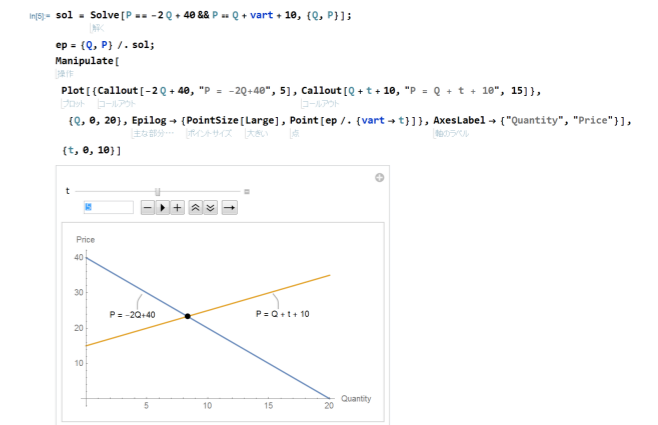 In[5]:= sol = Solve[P == -2 Q + 40 && P == Q + vart + 10, {Q, P}];
解く
ep = {Q, P} /. sol;
Manipulate[
操作
Plot[{Callout[-2 Q + 40, "P = -2Q+40", 5], Callout[Q + t + 10, "P = Q + t + 10", 15]},
プロット コールアウト コールアウト
{Q, 0, 20}, Epilog → {PointSize[Large], Point[ep /. {vart → t}]}, AxesLabel → {"Quantity", "Price"}],
主な部分⋯ ポイントサイズ 大きい 点 軸のラベル
{t, 0, 10}]
t
5.
Price
40
30
20
10
P = -2Q+40
P = Q + t + 10
5 10 15 20
Quantity